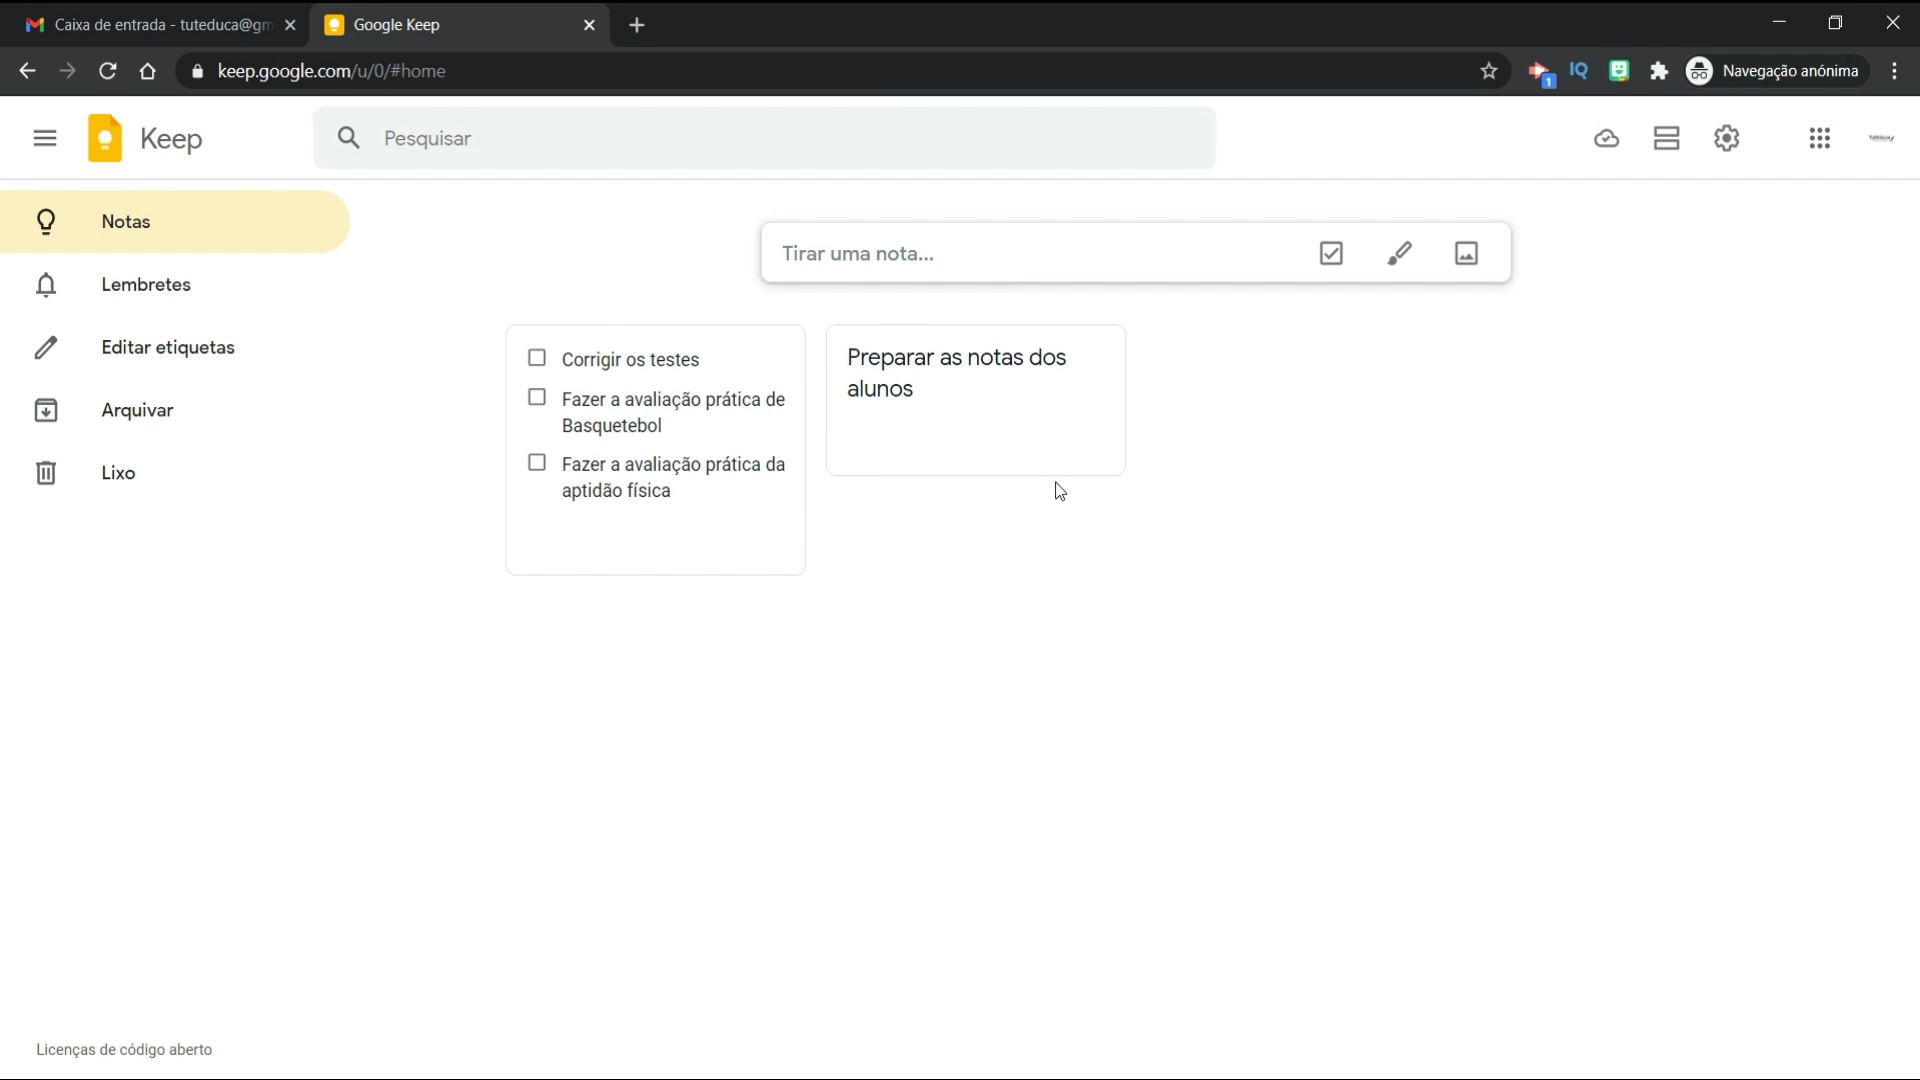 Caixa de entrada - tuteduca@gm
Google Keep
keep.google.com/u/0/#home
1
IQ
Navegação anónima
Keep
Pesquisar
Notas
Tirar uma nota...
Lembretes
Editar etiquetas
Arquivar
Lixo
Corrigir os testes
Fazer a avaliação prática de
Basquetebol
Fazer a avaliação prática da
aptidão física
Preparar as notas dos
alunos
Licenças de código aberto